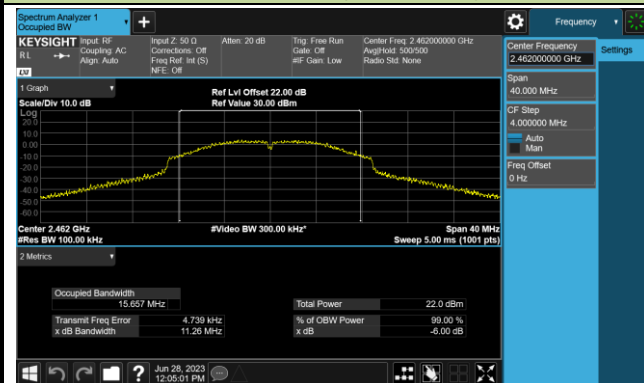 Spectrum Analyzer 1
Occupied BW
+
Frequency
KEYSIGHT
R L
LXI
Input: RF
Coupling: AC
Align: Auto
Input Z: 50 Ω
Corrections: Off
Freq Ref: Int (S)
NFE: Off
Atten: 20 dB
Trig: Free Run
Gate: Off
#IF Gain: Low
Center Freq: 2.462000000 GHz
Avg|Hold: 500/500
Radio Std: None
Center Frequency
2.462000000 GHz
Settings
Span
40.000 MHz
CF Step
4.000000 MHz
Auto
Man
Freq Offset
0 Hz
1 Graph
Scale/Div 10.0 dB
Ref Lvl Offset 22.00 dB
Ref Value 30.00 dBm
Log
20.0
10.0
0.00
-10.0
-20.0
-30.0
-40.0
-50.0
-60.0
Center 2.462 GHz
#Res BW 100.00 kHz
#Video BW 300.00 kHz*
Span 40 MHz
Sweep 5.00 ms (1001 pts)
2 Metrics
Occupied Bandwidth
15.657 MHz
Total Power 22.0 dBm
Transmit Freq Error 4.739 kHz
% of OBW Power 99.00 %
x dB Bandwidth 11.26 MHz
x dB -6.00 dB
?
Jun 28, 2023
12:05:01 PM